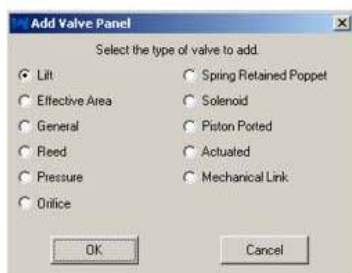 Add Valve Panel
Select the type of valve to add.
Lift
Spring Retained Poppet
Effective Area
Solenoid
General
Piston Ported
Reed
Actuated
Pressure
Mechanical Link
Orifice
OK
Cancel